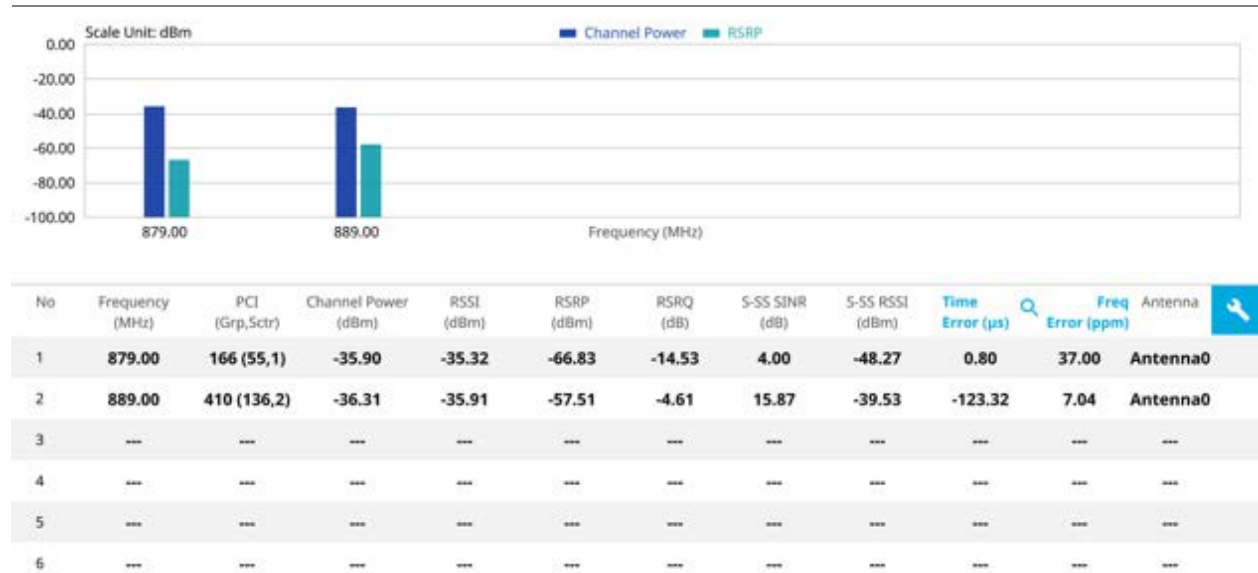 Scale Unit: dBm
Channel Power RSRP
0.00
-20.00
-40.00
-60.00
-80.00
-100.00
879.00 889.00 Frequency (MHz)
No Frequency (MHz) PCI (Grp,Sctr) Channel Power (dBm) RSSI (dBm) RSRP (dBm) RSRQ (dB) S-SS SINR (dB) S-SS RSSI (dBm) Time Error (μs) Freq Error (ppm) Antenna
1 879.00 166 (55,1) -35.90 -35.32 -66.83 -14.53 4.00 -48.27 0.80 37.00 Antenna0
2 889.00 410 (136,2) -36.31 -35.91 -57.51 -4.61 15.87 -39.53 -123.32 7.04 Antenna0
3 --- --- --- --- --- --- --- --- --- --- ---
4 --- --- --- --- --- --- --- --- --- --- ---
5 --- --- --- --- --- --- --- --- --- --- ---
6 --- --- --- --- --- --- --- --- --- --- ---